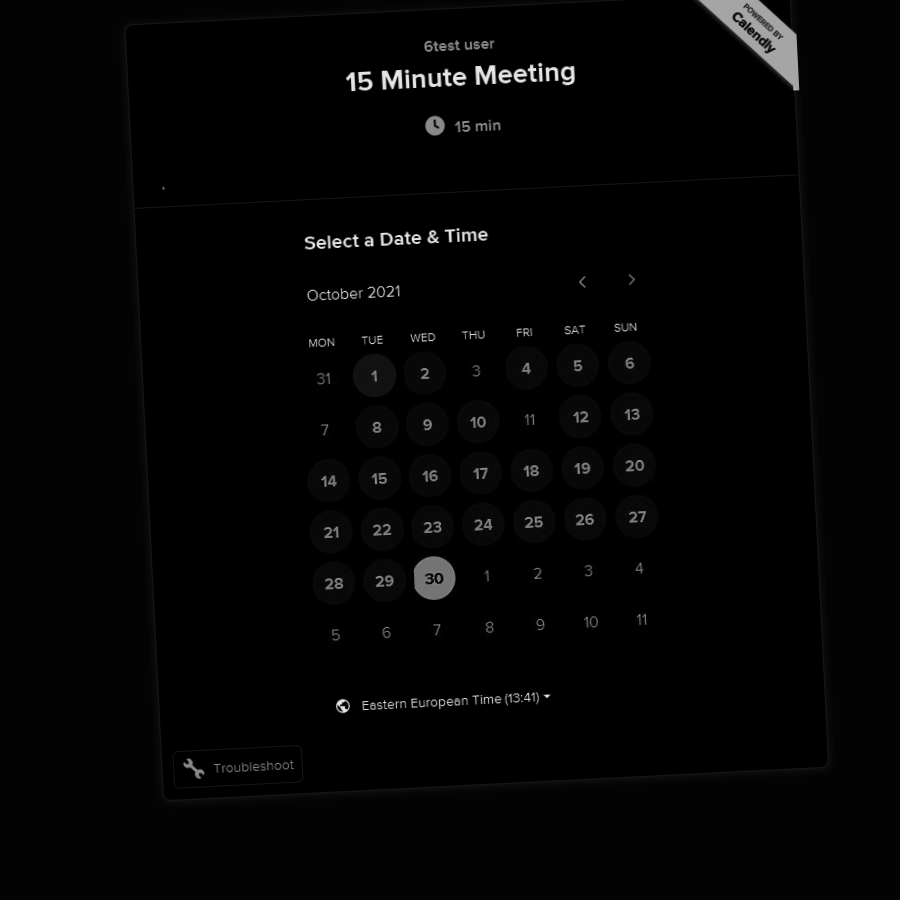 POWERED BY
Calendly
6test user
15 Minute Meeting
15 min
Select a Date & Time
October 2021
MON TUE WED THU FRI SAT SUN
31 1 2 3 4 5 6
7 8 9 10 11 12 13
14 15 16 17 18 19 20
21 22 23 24 25 26 27
28 29 30 1 2 3 4
5 6 7 8 9 10 11
Eastern European Time (13:41)
Troubleshoot